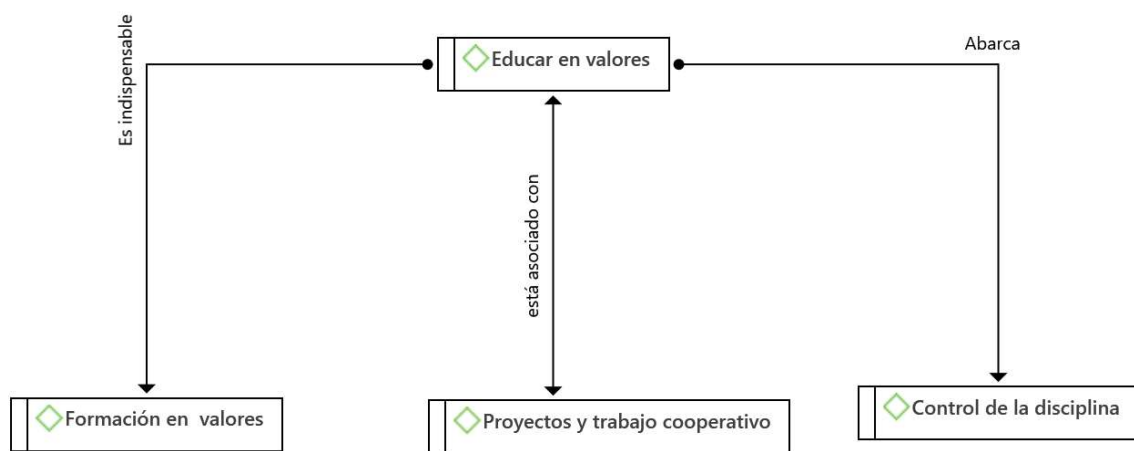 Educar en valores
Abarca
Es indispensable
está asociado con
Formación en valores
Proyectos y trabajo cooperativo
Control de la disciplina